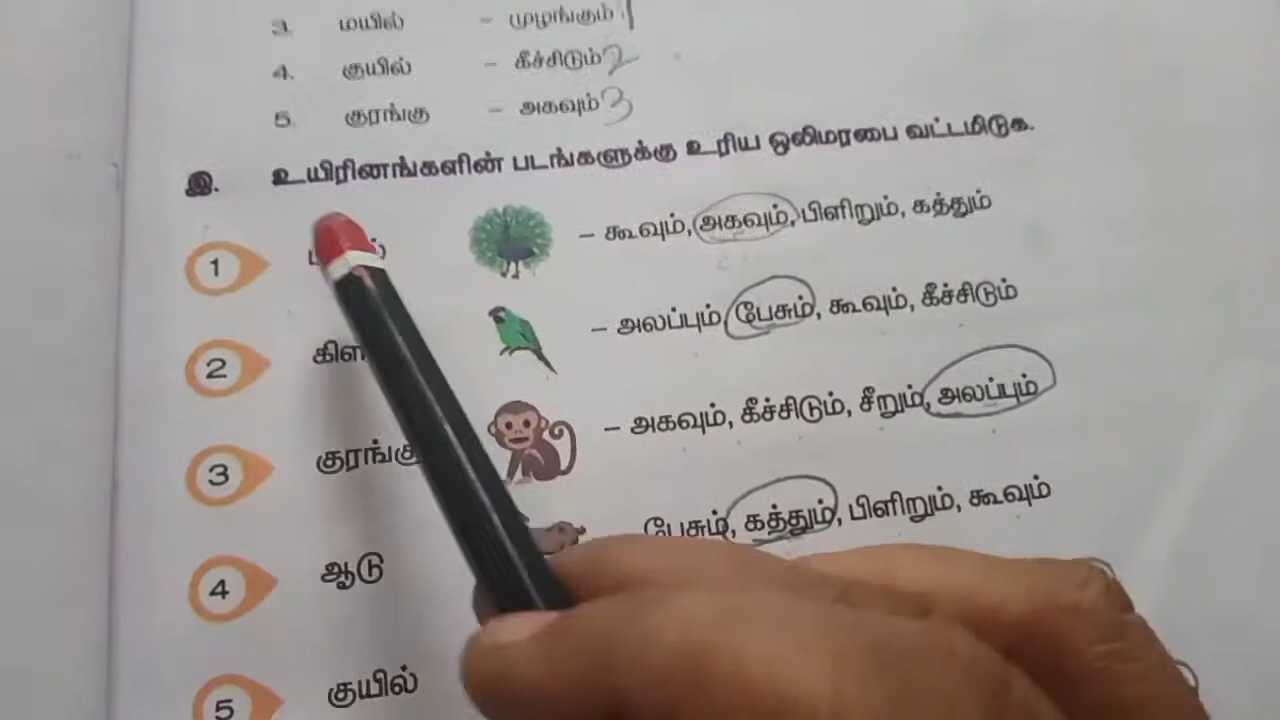 3. மயில் - முழங்கும் 1
4. குயில் - கீச்சிடும் 2
5. குரங்கு - அகவும் 3
இ. உயிரினங்களின் படங்களுக்கு உரிய ஒலிமரபை வட்டமிடுக.
1 - கூவும், அகவும், பிளிறும், கத்தும்
2 - அலப்பும், பேசும், கூவும், கீச்சிடும்
3 குரங்கு - அகவும், கீச்சிடும், சீறும், அலப்பும்
4 ஆடு பேசும், கத்தும், பிளிறும், கூவும்
5 குயில்